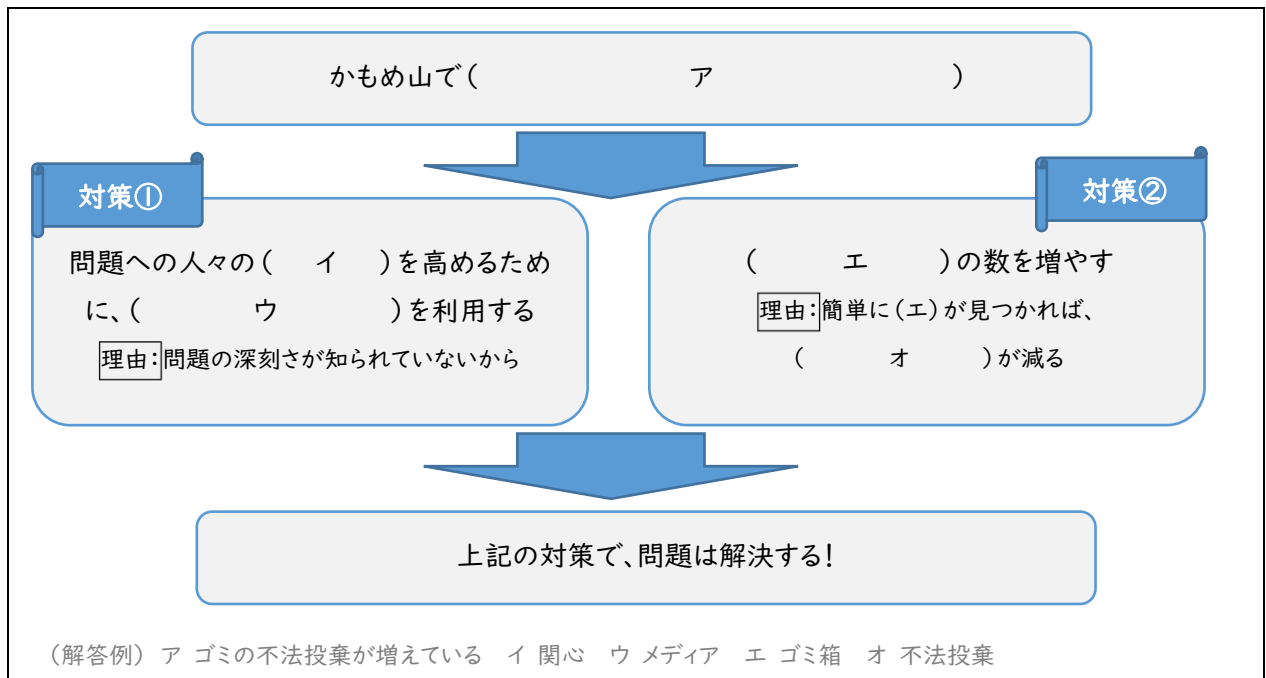 かもめ山で（　ア　）
対策①
問題への人々の（　イ　）を高めるため
に、（　ウ　）を利用する
理由：問題の深刻さが知られていないから
対策②
（　エ　）の数を増やす
理由：簡単に（エ）が見つかれば、
（　オ　）が減る
上記の対策で、問題は解決する！
（解答例）　ア　ゴミの不法投棄が増えている　イ　関心　ウ　メディア　エ　ゴミ箱　オ　不法投棄